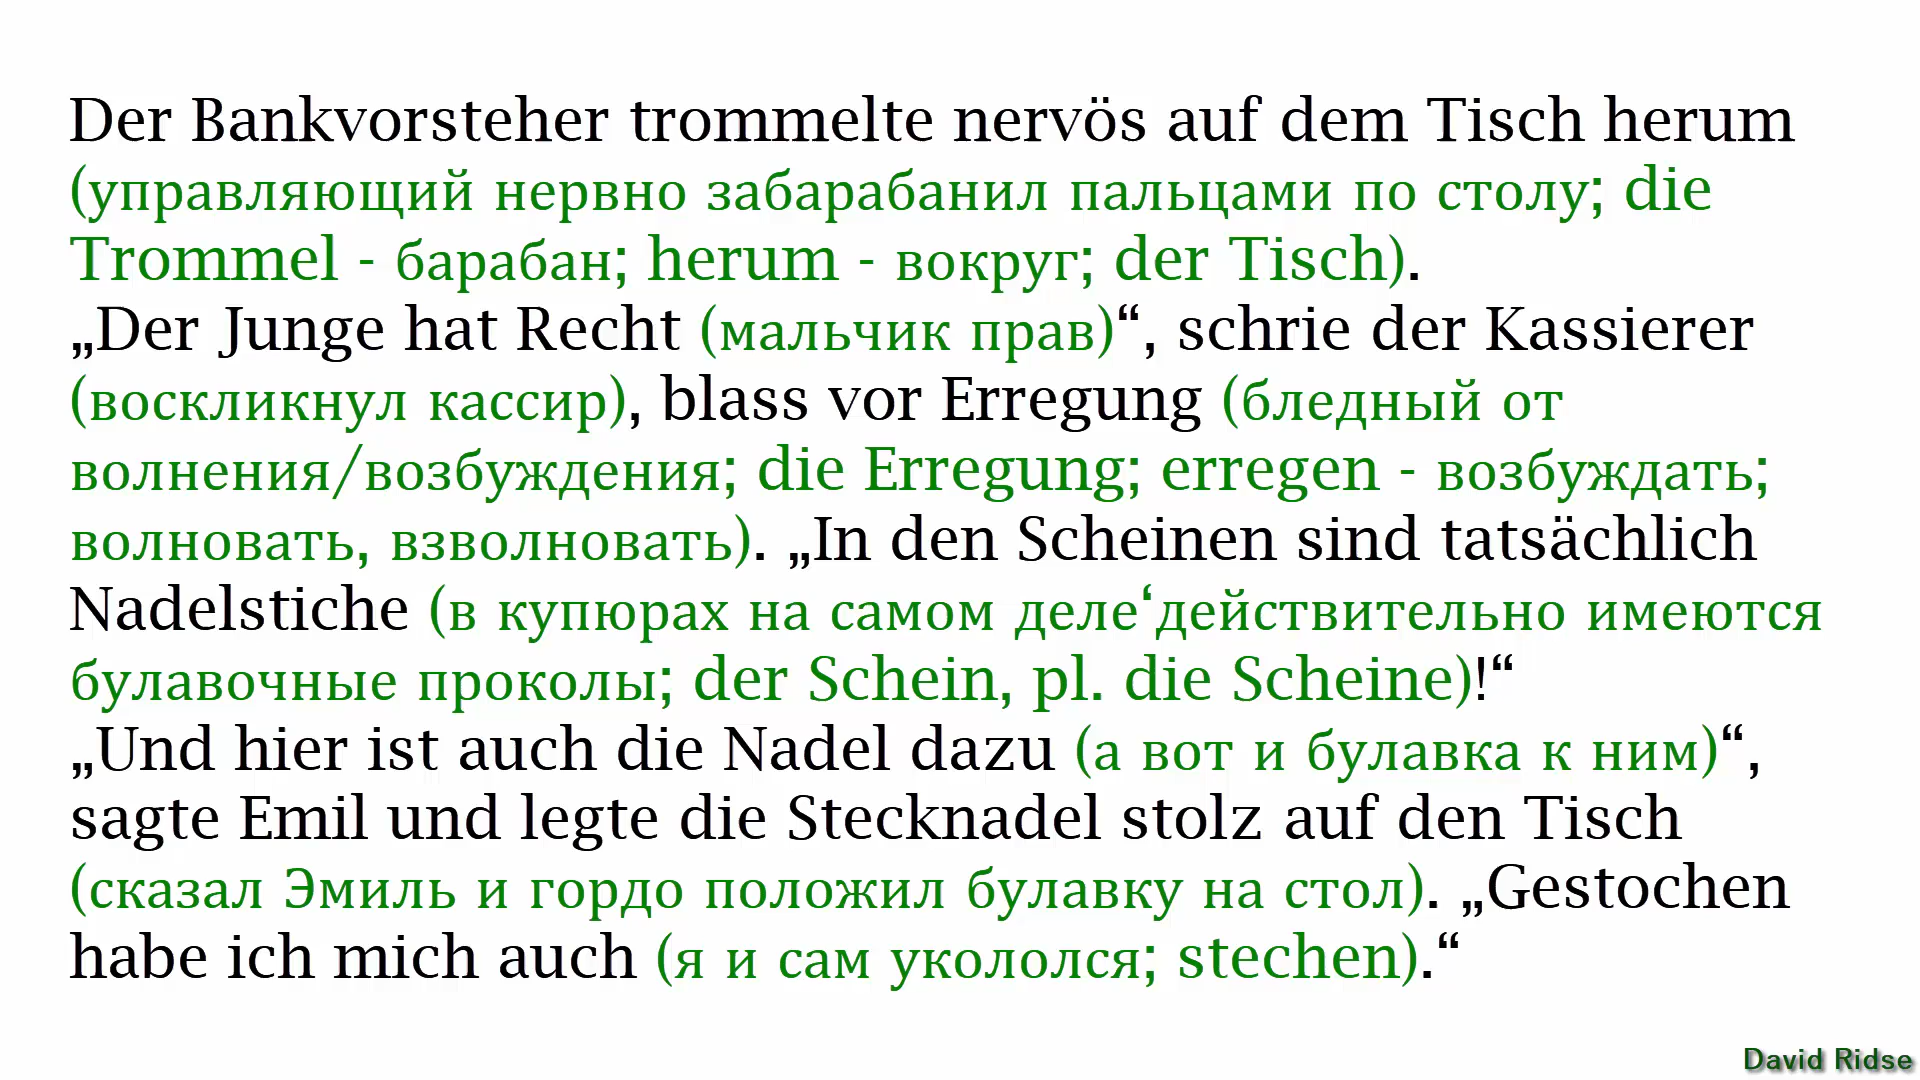 Der Bankvorsteher trommelte nervös auf dem Tisch herum
(управляющий нервно забарабанил пальцами по столу; die
Trommel - барабан; herum - вокруг; der Tisch).
„Der Junge hat Recht (мальчик прав)“, schrie der Kassierer
(воскликнул кассир), blass vor Erregung (бледный от
волнения/возбуждения; die Erregung; erregen - возбуждать;
волновать, взволновать). „In den Scheinen sind tatsächlich
Nadelstiche (в купюрах на самом деле‘действительно имеются
булавочные проколы; der Schein, pl. die Scheine)!“
„Und hier ist auch die Nadel dazu (а вот и булавка к ним)“,
sagte Emil und legte die Stecknadel stolz auf den Tisch
(сказал Эмиль и гордо положил булавку на стол). „Gestochen
habe ich mich auch (я и сам укололся; stechen).“
David Ridse